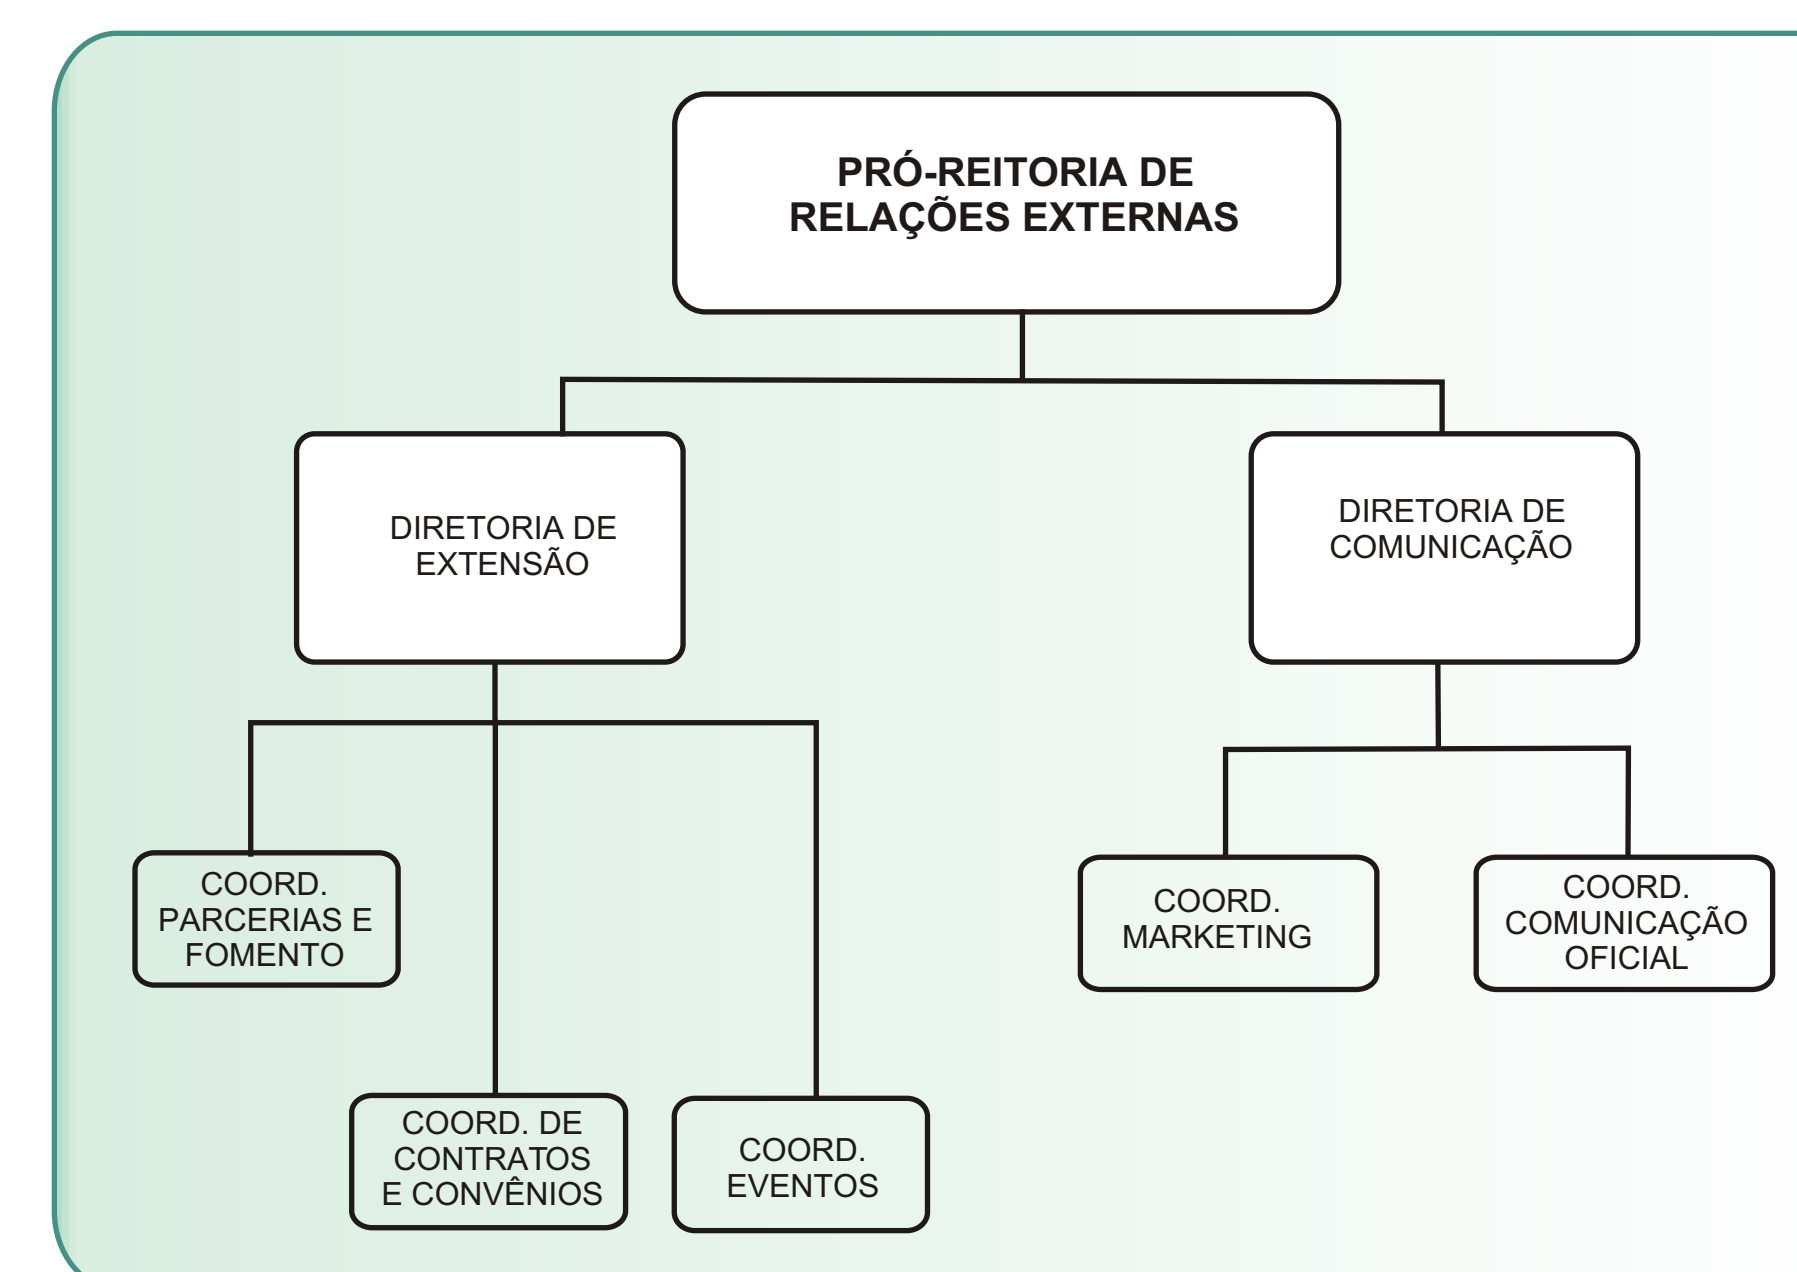 PRÓ-REITORIA DE
RELAÇÕES EXTERNAS
DIRETORIA DE
EXTENSÃO
DIRETORIA DE
COMUNICAÇÃO
COORD.
PARCERIAS E
FOMENTO
COORD.
MARKETING
COORD.
COMUNICAÇÃO
OFICIAL
COORD. DE
CONTRATOS
E CONVÊNIOS
COORD.
EVENTOS